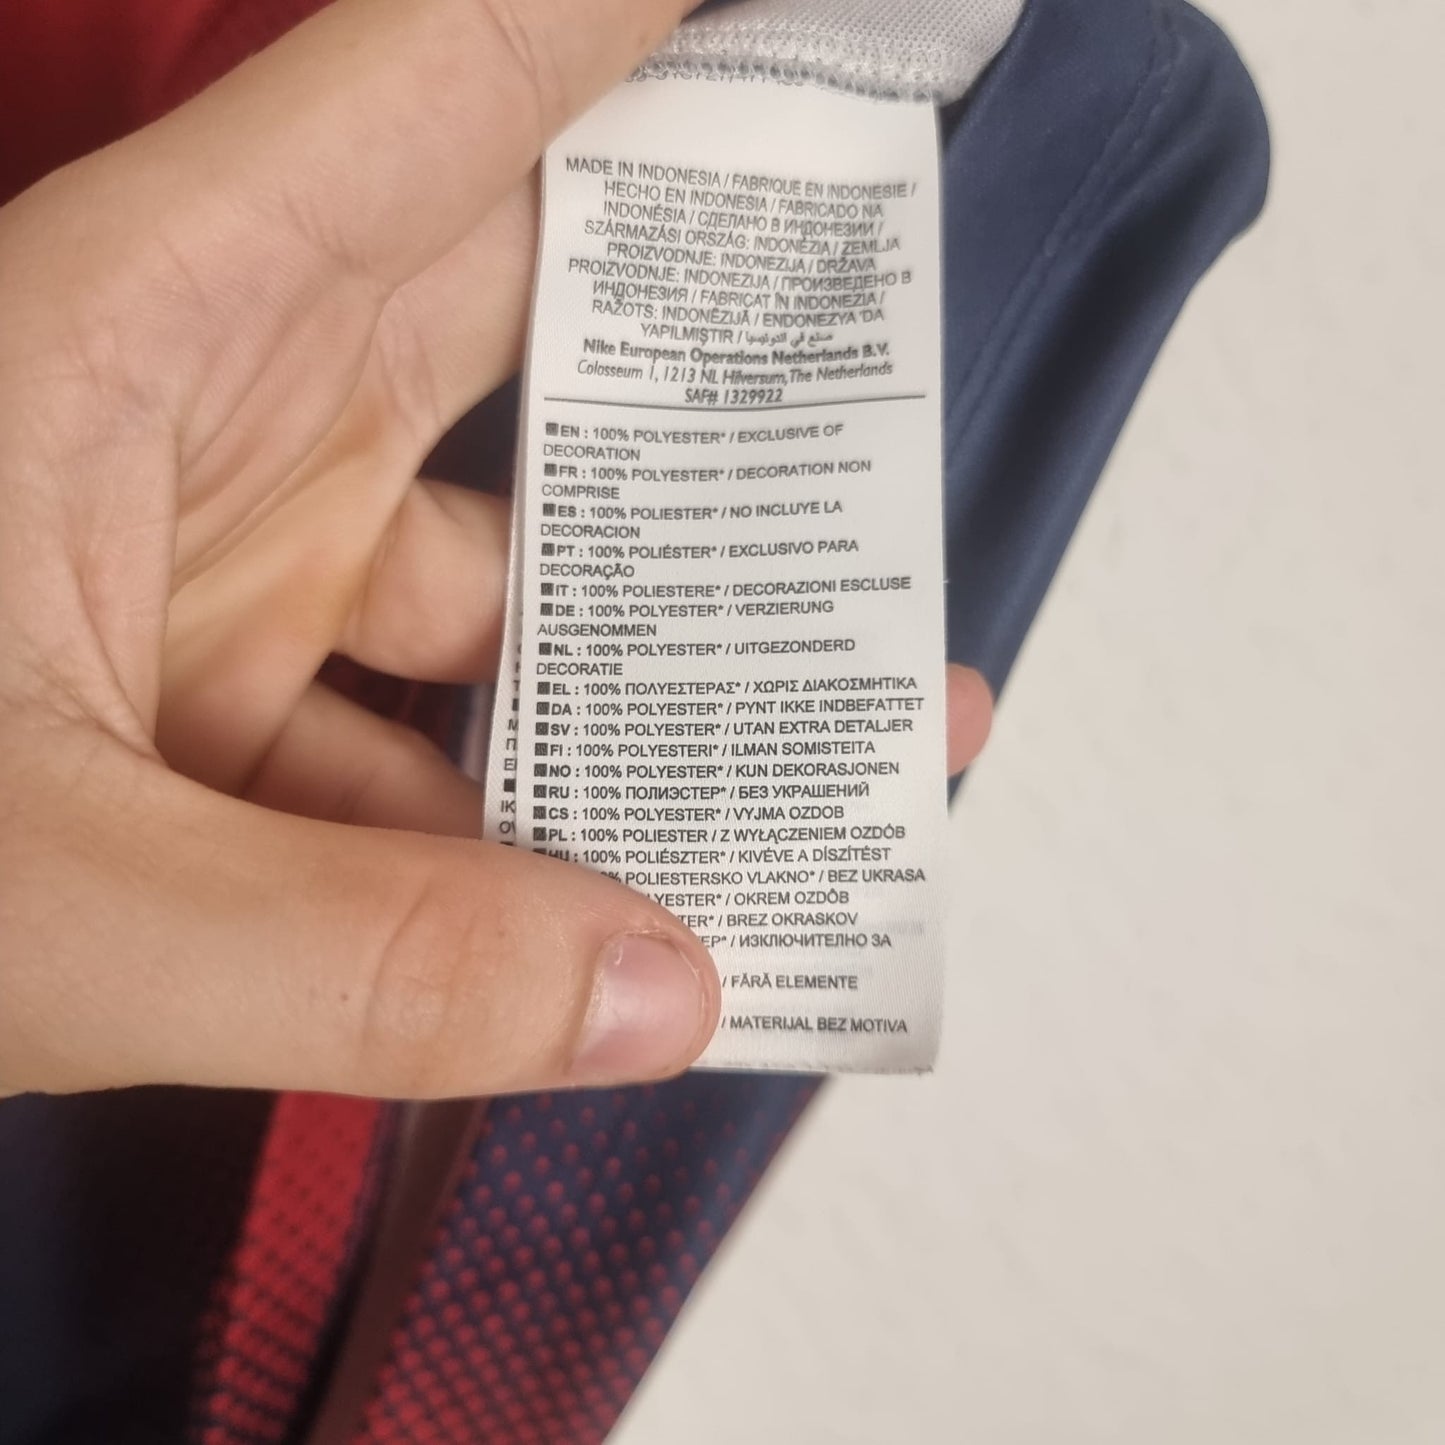 MADE IN INDONESIA / FABRIQUÉ EN INDONESIE /
HECHO EN INDONESIA / FABRICADO NA
INDONÉSIA / СДЕЛАНО В ИНДОНЕЗИИ /
SZÁRMAZÁSI ORSZÁG: INDONÉZIA / ZEMLJA
PROIZVODNJE: INDONEZIJA / DRŽAVA
PROIZVODNJE: INDONEZIJA / ПРОИЗВЕДЕНО В
ИНДОНЕЗИЯ / FABRICAT ÎN INDONEZIA /
RAŽOTS: INDONĒZIJĀ / ENDONEZYA 'DA
YAPILMIŞTIR / صنع في اندونوسيا
Nike European Operations Netherlands B.V.
Colosseum 1, 1213 NL Hilversum, The Netherlands
SAF# 1329922
EN : 100% POLYESTER* / EXCLUSIVE OF
DECORATION
FR : 100% POLYESTER* / DECORATION NON
COMPRISE
ES : 100% POLIESTER* / NO INCLUYE LA
DECORACION
PT : 100% POLIÉSTER* / EXCLUSIVO PARA
DECORAÇÃO
IT : 100% POLIESTERE* / DECORAZIONI ESCLUSE
DE : 100% POLYESTER* / VERZIERUNG
AUSGENOMMEN
NL : 100% POLYESTER* / UITGEZONDERD
DECORATIE
EL : 100% ΠΟΛΥΕΣΤΕΡΑΣ* / ΧΩΡΙΣ ΔΙΑΚΟΣΜΗΤΙΚΑ
DA : 100% POLYESTER* / PYNT IKKE INDBEFATTET
SV : 100% POLYESTER* / UTAN EXTRA DETALJER
FI : 100% POLYESTERI* / ILMAN SOMISTEITA
NO : 100% POLYESTER* / KUN DEKORASJONEN
RU : 100% ПОЛИЭСТЕР* / БЕЗ УКРАШЕНИЙ
CS : 100% POLYESTER* / VYJMA OZDOB
PL : 100% POLIESTER / Z WYŁĄCZENIEM OZDÓB
HU : 100% POLIÉSZTER* / KIVÉVE A DÍSZÍTÉST
% POLIESTERSKO VLAKNO* / BEZ UKRASA
YESTER* / OKREM OZDÔB
TER* / BREZ OKRASKOV
ЕР* / ИЗКЛЮЧИТЕЛНО ЗА
/ FĂRĂ ELEMENTE
/ MATERIJAL BEZ MOTIVA